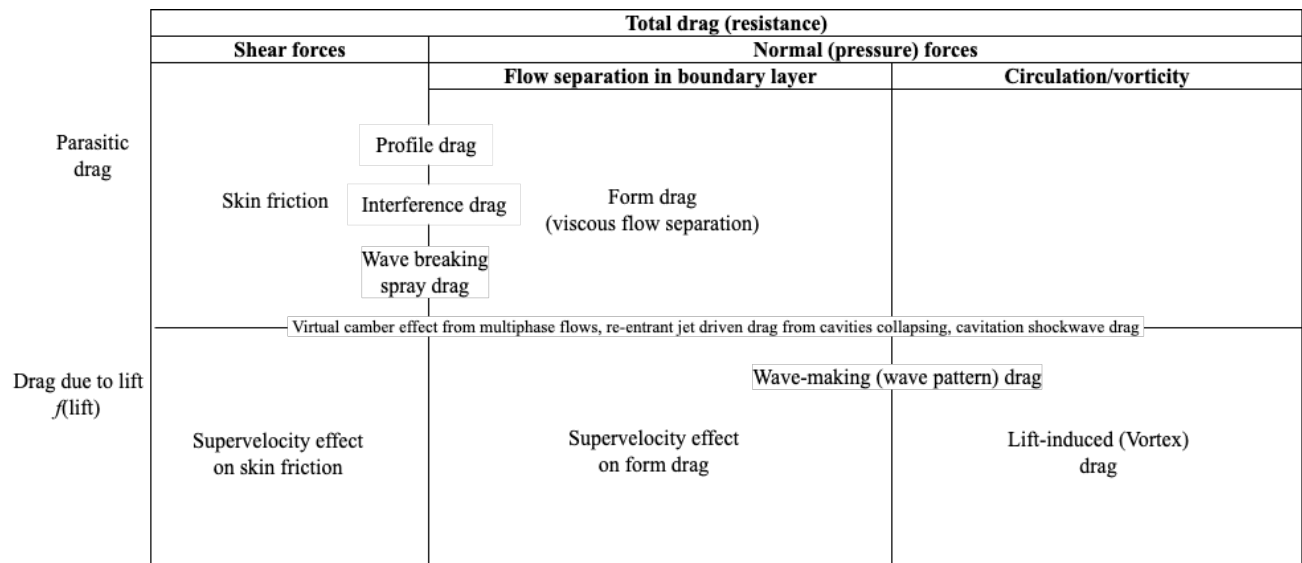 Total drag (resistance)
Shear forces
Normal (pressure) forces
Flow separation in boundary layer
Circulation/vorticity
Parasitic
drag
Profile drag
Skin friction
Interference drag
Form drag
(viscous flow separation)
Wave breaking
spray drag
Virtual camber effect from multiphase flows, re-entrant jet driven drag from cavities collapsing, cavitation shockwave drag
Drag due to lift
f(lift)
Wave-making (wave pattern) drag
Supervelocity effect
on skin friction
Supervelocity effect
on form drag
Lift-induced (Vortex)
drag